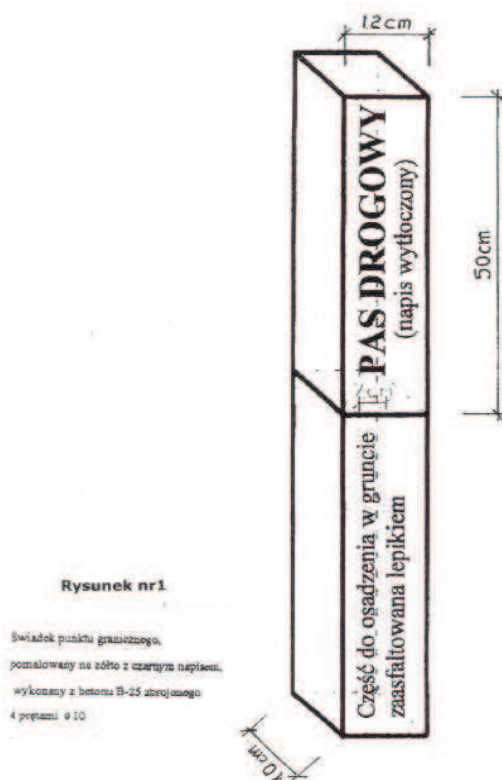 12cm
PAS DROGOWY
(napis wytłoczony)
50cm
Część do osadzenia w gruncie
zaasfaltowana lepikiem
Rysunek nr1
Świadek punktu granicznego,
pomalowany na żółto z czarnym napisem,
wykonany z betonu B-25 zbrojonego
4 prętami ø 10
10cm